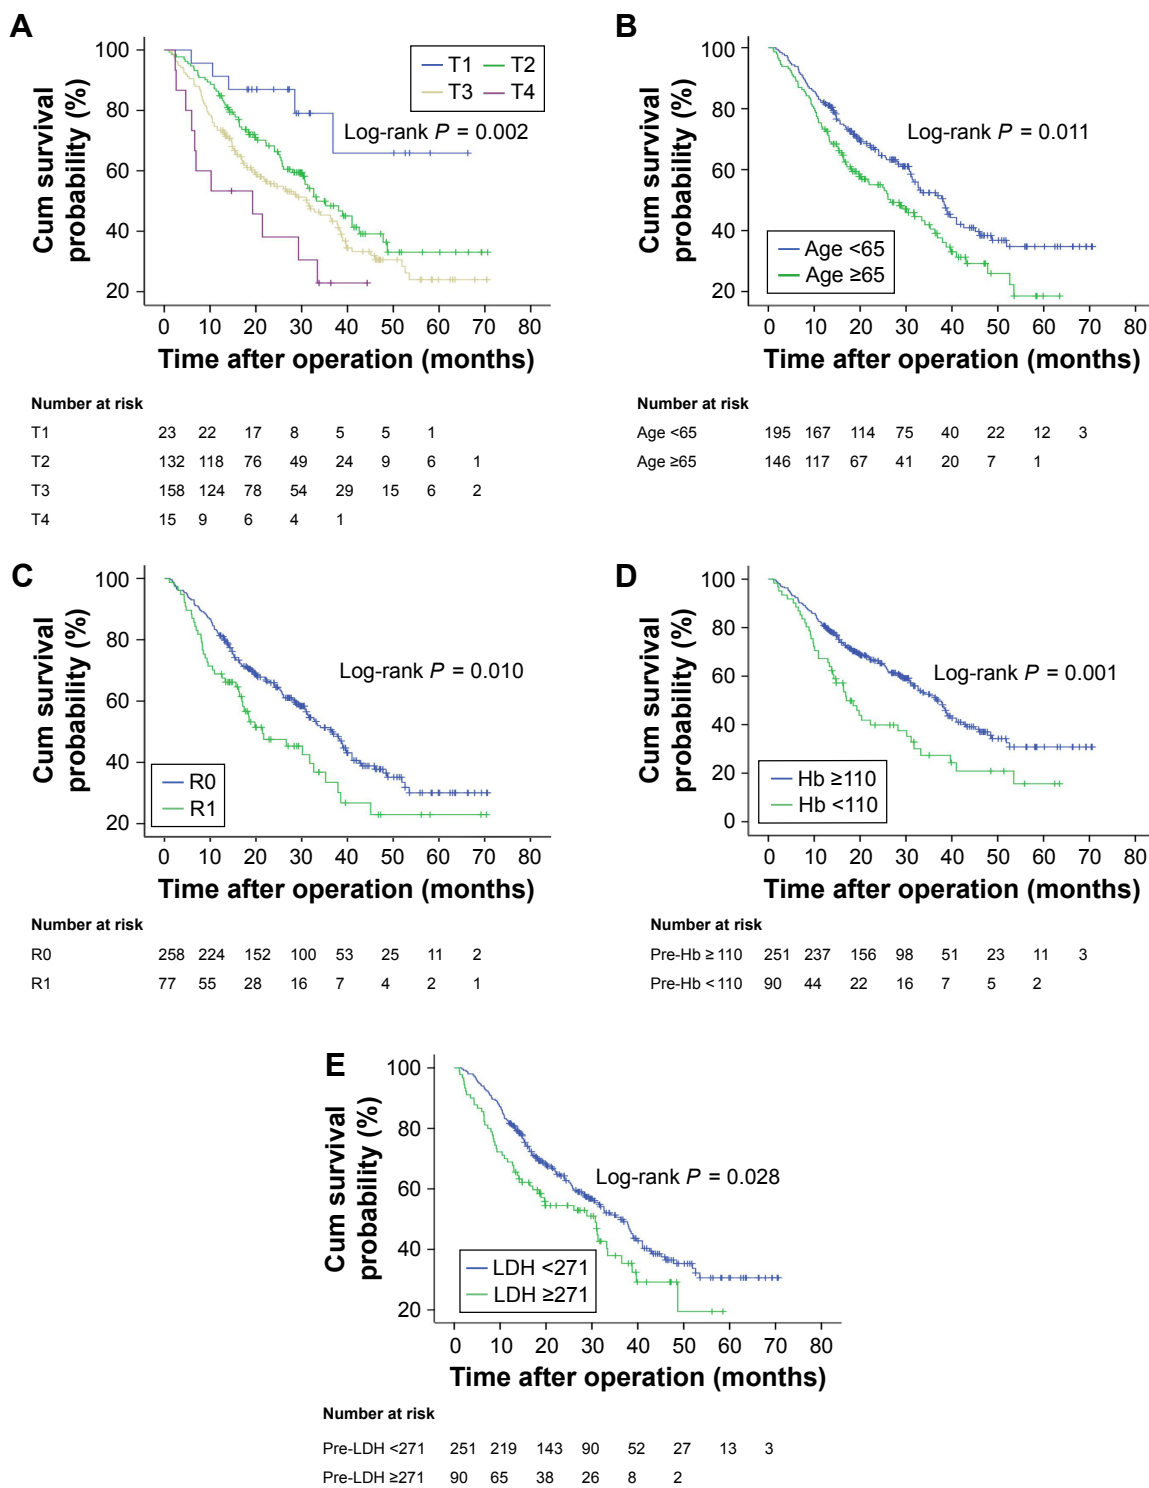 A
100
80
60
40
20
Cum survival
probability (%)
T1 T2
T3 T4
Log-rank P = 0.002
0 10 20 30 40 50 60 70 80
Time after operation (months)
Number at risk
T1 23 22 17 8 5 5 1
T2 132 118 76 49 24 9 6 1
T3 158 124 78 54 29 15 6 2
T4 15 9 6 4 1
B
100
80
60
40
20
Cum survival
probability (%)
Log-rank P = 0.011
Age <65
Age ≥65
0 10 20 30 40 50 60 70 80
Time after operation (months)
Number at risk
Age <65 195 167 114 75 40 22 12 3
Age ≥65 146 117 67 41 20 7 1
C
100
80
60
40
20
Cum survival
probability (%)
Log-rank P = 0.010
R0
R1
0 10 20 30 40 50 60 70 80
Time after operation (months)
Number at risk
R0 258 224 152 100 53 25 11 2
R1 77 55 28 16 7 4 2 1
D
100
80
60
40
20
0
Cum survival
probability (%)
Log-rank P = 0.001
Hb ≥110
Hb <110
0 10 20 30 40 50 60 70 80
Time after operation (months)
Number at risk
Pre-Hb ≥ 110 251 237 156 98 51 23 11 3
Pre-Hb < 110 90 44 22 16 7 5 2
E
100
80
60
40
20
Cum survival
probability (%)
Log-rank P = 0.028
LDH <271
LDH ≥271
0 10 20 30 40 50 60 70 80
Time after operation (months)
Number at risk
Pre-LDH <271 251 219 143 90 52 27 13 3
Pre-LDH ≥271 90 65 38 26 8 2